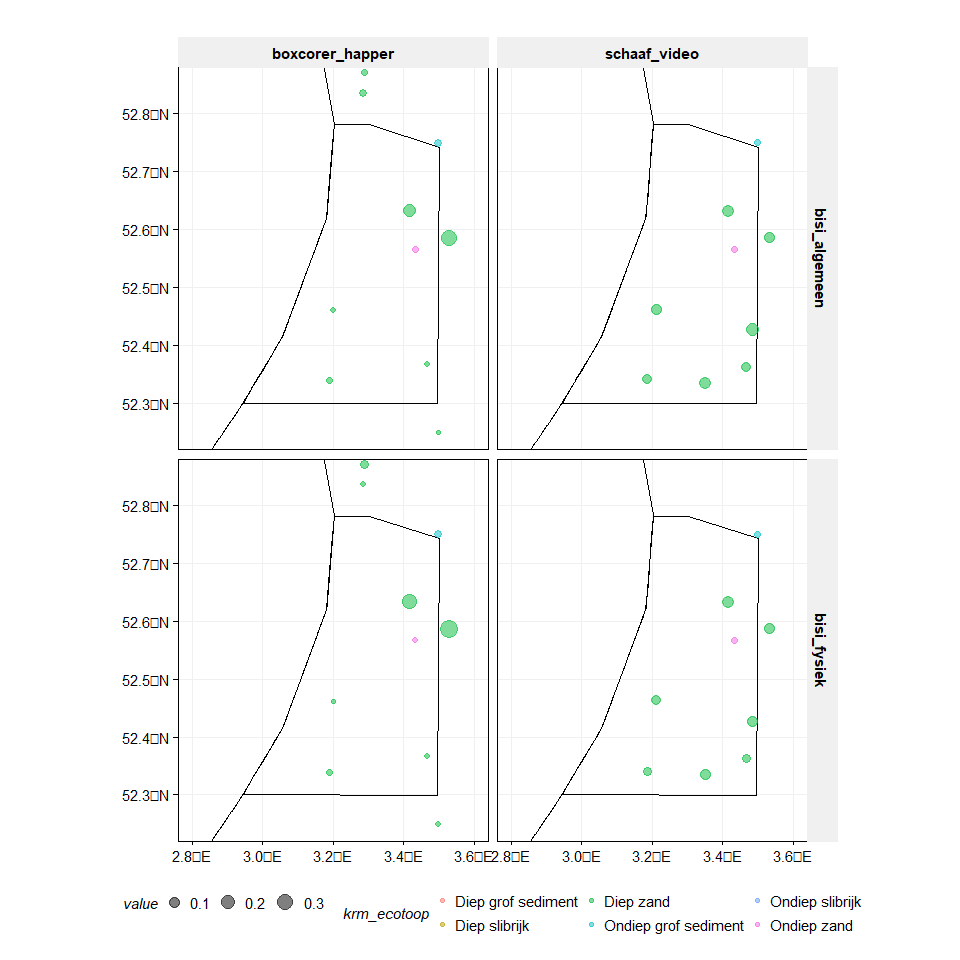 boxcorer_happer schaaf_video
52.8□N
52.7□N
52.6□N
52.5□N
52.4□N
52.3□N
bisi_algemeen
52.8□N
52.7□N
52.6□N
52.5□N
52.4□N
52.3□N
bisi_fysiek
2.8□E 3.0□E 3.2□E 3.4□E 3.6□E 2.8□E 3.0□E 3.2□E 3.4□E 3.6□E
value 0.1 0.2 0.3
krm_ecotoop
Diep grof sediment Diep zand Ondiep slibrijk
Diep slibrijk Ondiep grof sediment Ondiep zand